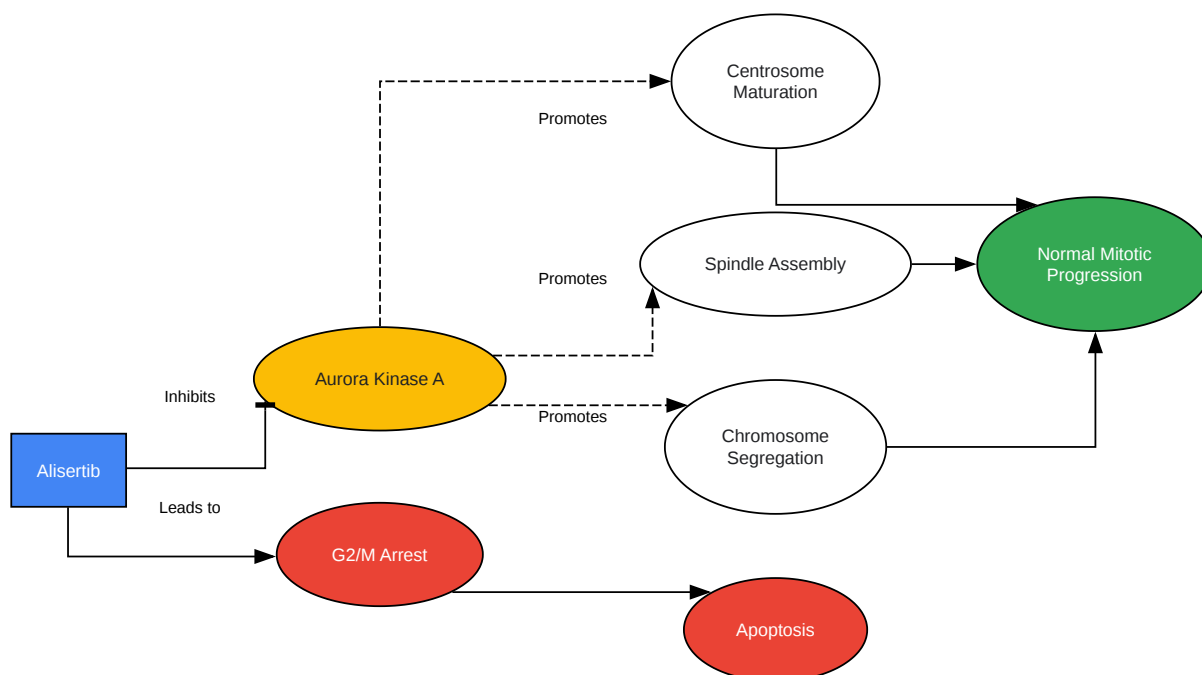 Centrosome
Maturation
Promotes
Normal Mitotic
Progression
Spindle Assembly
Promotes
Aurora Kinase A
Inhibits
Promotes
Chromosome
Segregation
Alisertib
Leads to
G2/M Arrest
Apoptosis